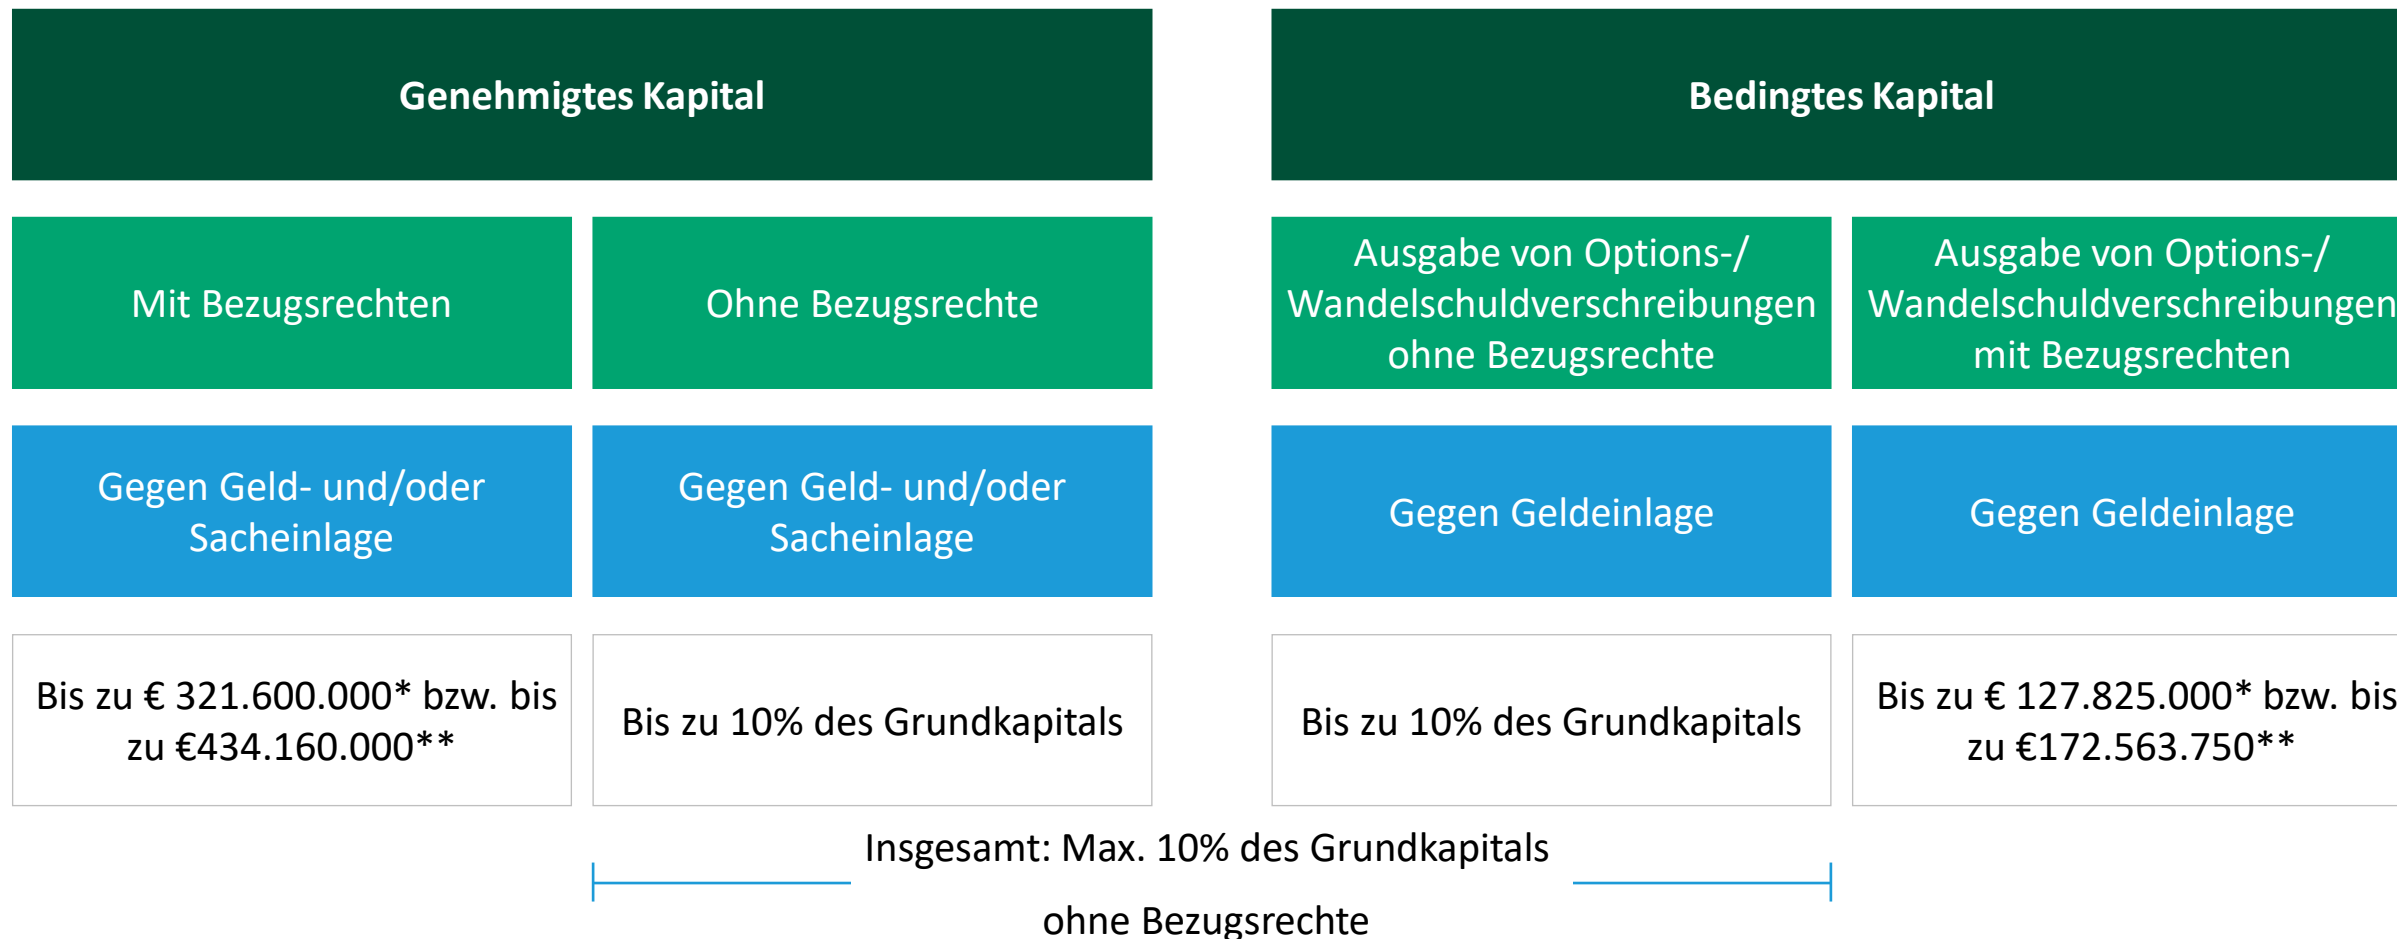 Genehmigtes Kapital
Bedingtes Kapital
Mit Bezugsrechten
Ohne Bezugsrechte
Ausgabe von Options-/
Wandelschuldverschreibungen
ohne Bezugsrechte
Ausgabe von Options-/
Wandelschuldverschreibungen
mit Bezugsrechten
Gegen Geld- und/oder
Sacheinlage
Gegen Geld- und/oder
Sacheinlage
Gegen Geldeinlage
Gegen Geldeinlage
Bis zu € 321.600.000* bzw. bis
zu €434.160.000**
Bis zu 10% des Grundkapitals
Bis zu 10% des Grundkapitals
Bis zu € 127.825.000* bzw. bis
zu €172.563.750**
Insgesamt: Max. 10% des Grundkapitals
ohne Bezugsrechte